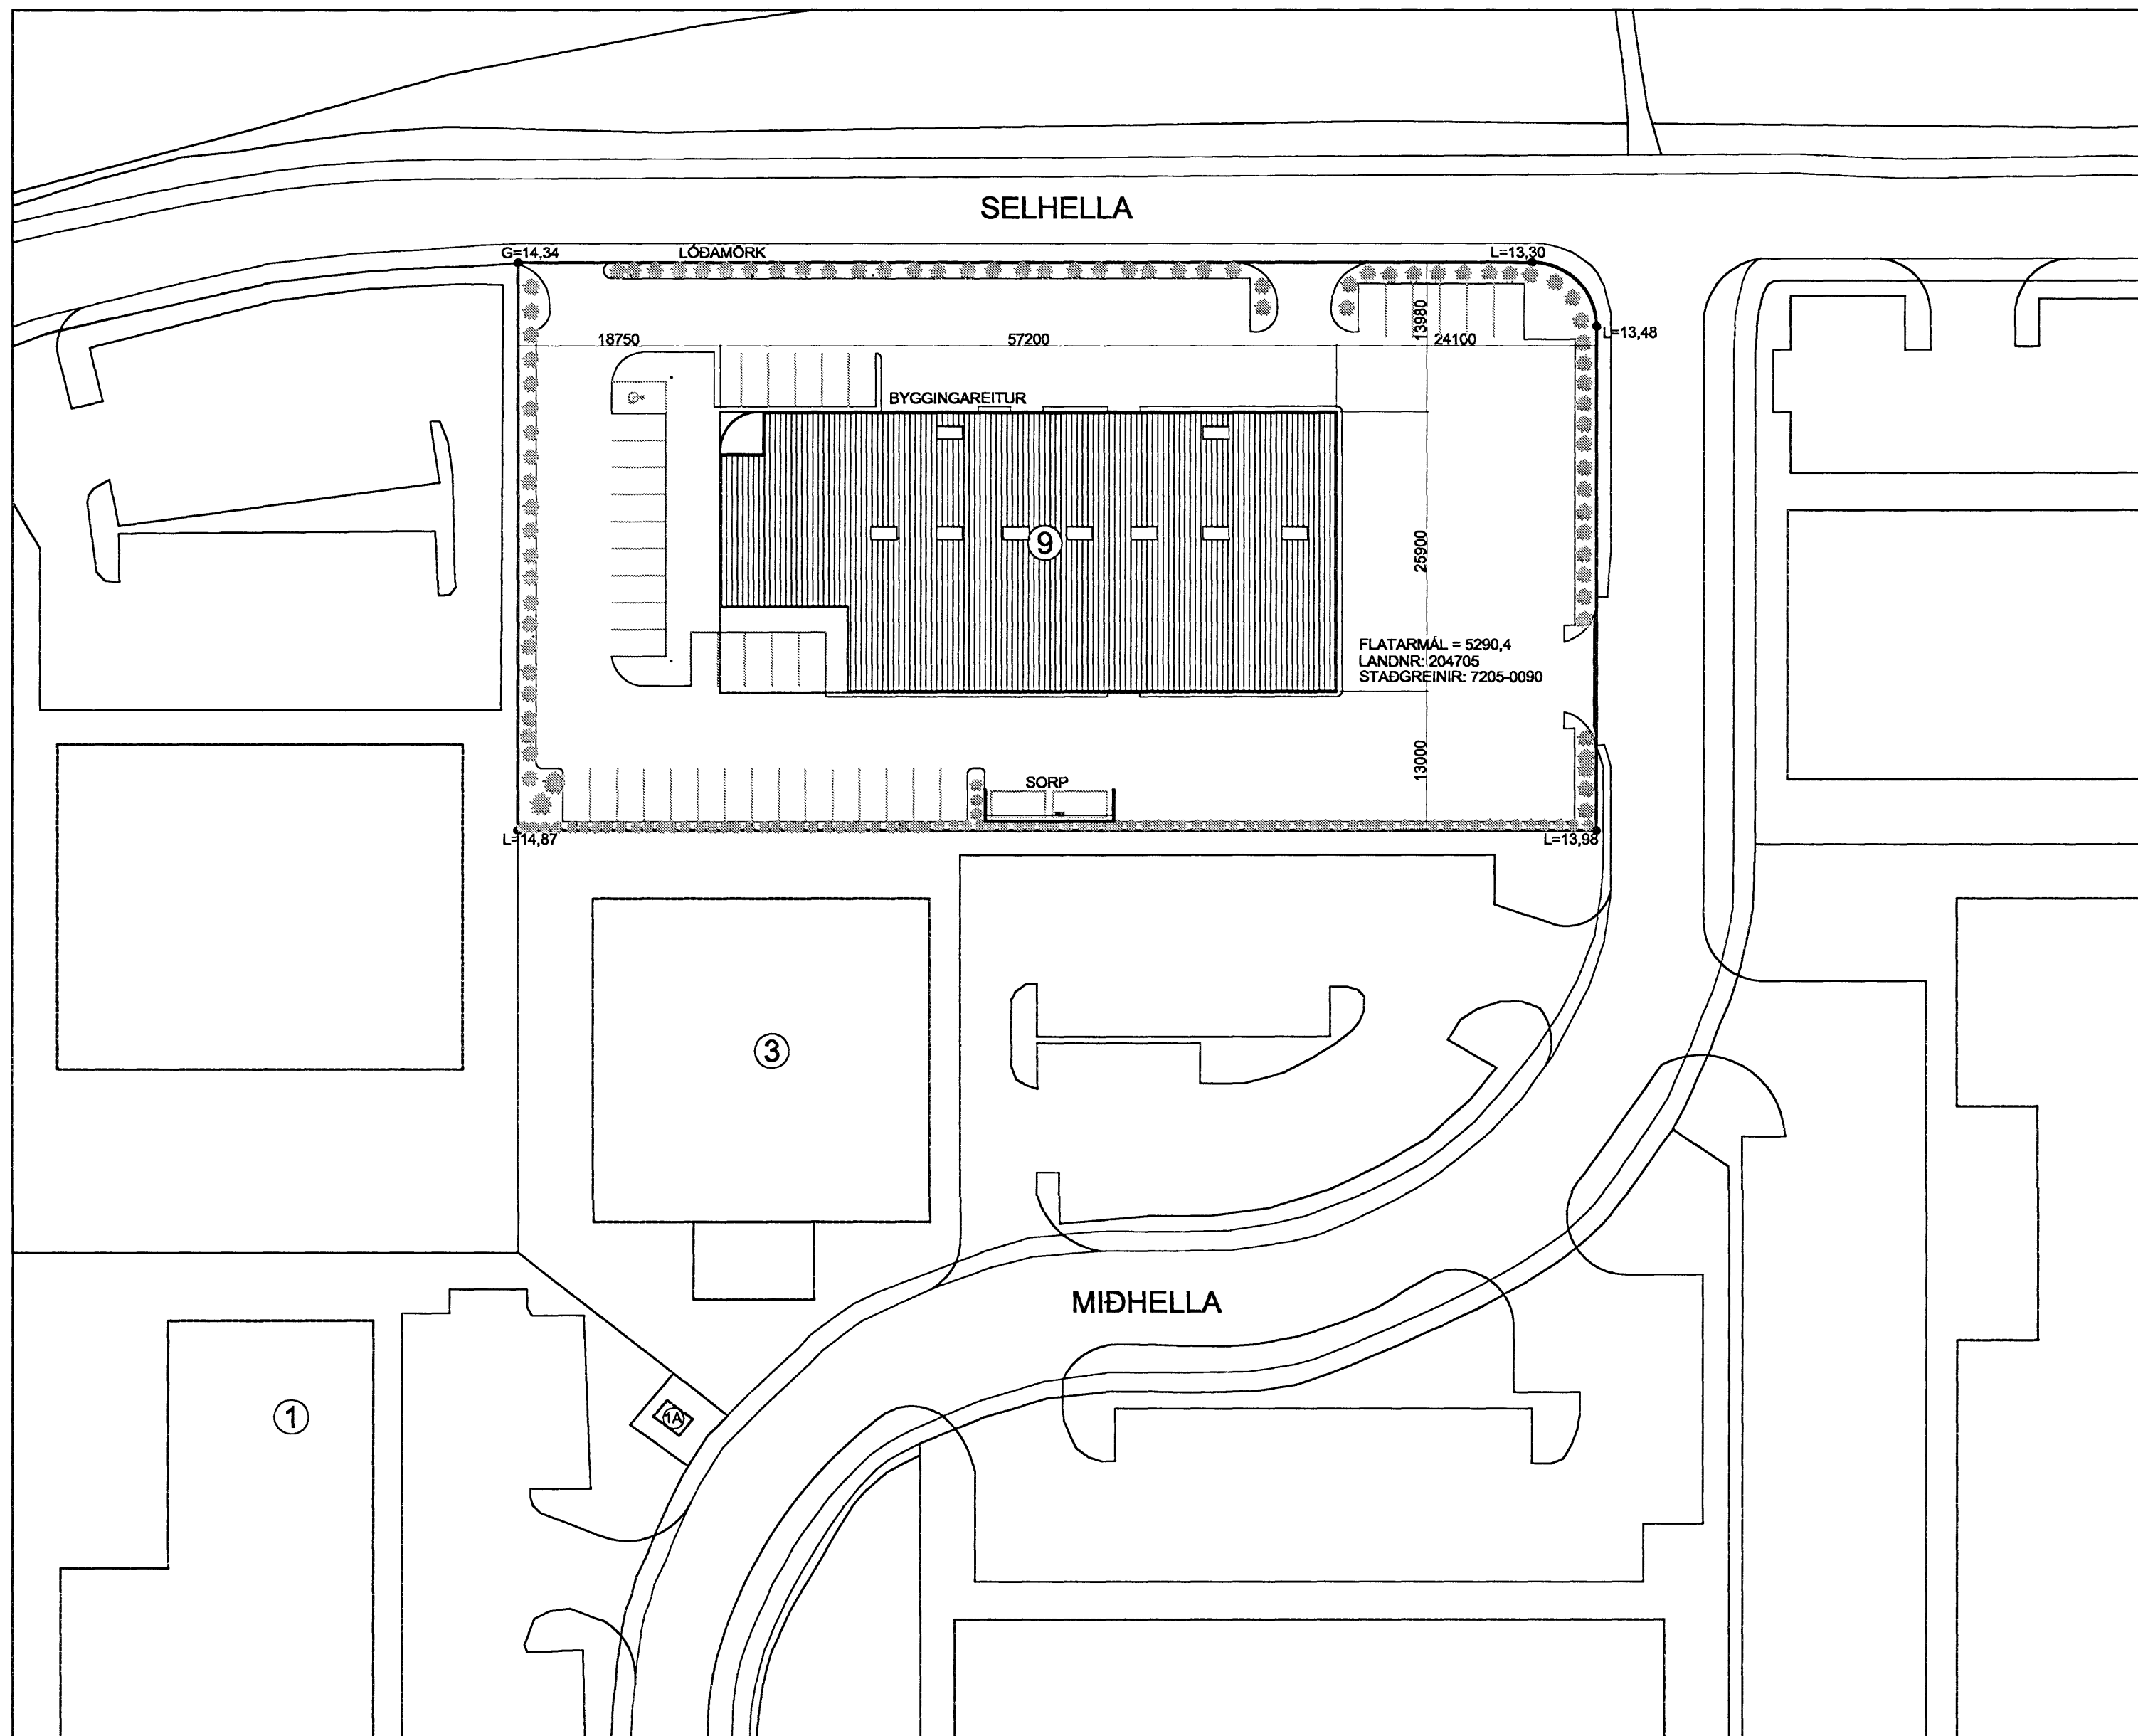 SELHELLA
G=14,34
LÓÐAMÖRK
L=13,30
L=13,48
18750
57200
13980
24100
BYGGINGAREITUR
9
25900
FLATARMÁL = 5290,4
LANDNR: 204705
STAÐGREINIR: 7205-0090
13000
SORP
L=14,87
L=13,98
3
MIÐHELLA
1
1A